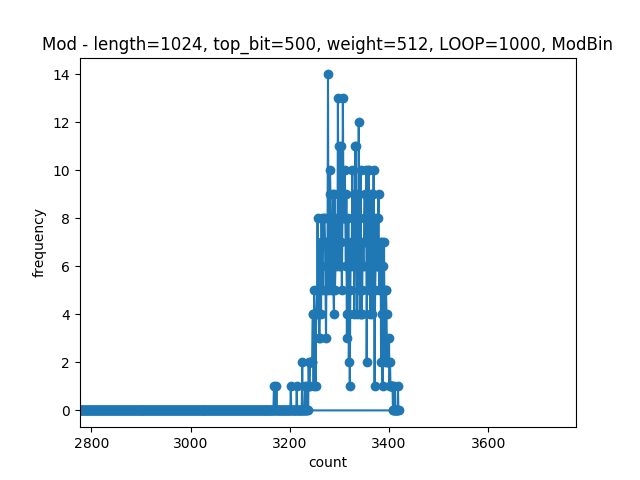 Mod - length=1024, top_bit=500, weight=512, LOOP=1000, ModBin
14
12
10
8
6
4
2
0
frequency
2800 3000 3200 3400 3600
count